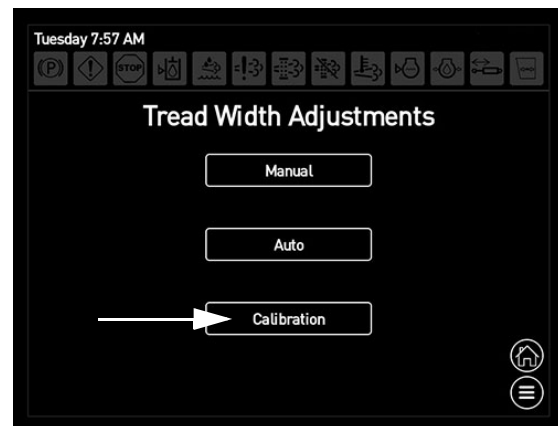 Tuesday 7:57 AM
STOP
Tread Width Adjustments
Manual
Auto
Calibration